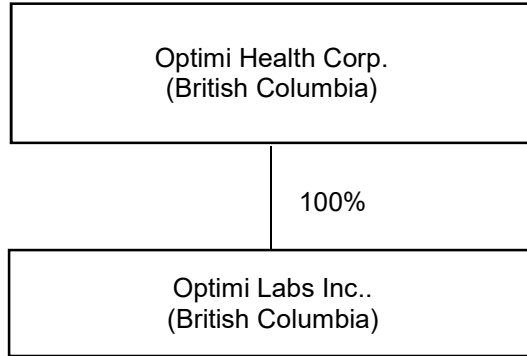 Optimi Health Corp.
(British Columbia)
100%
Optimi Labs Inc..
(British Columbia)